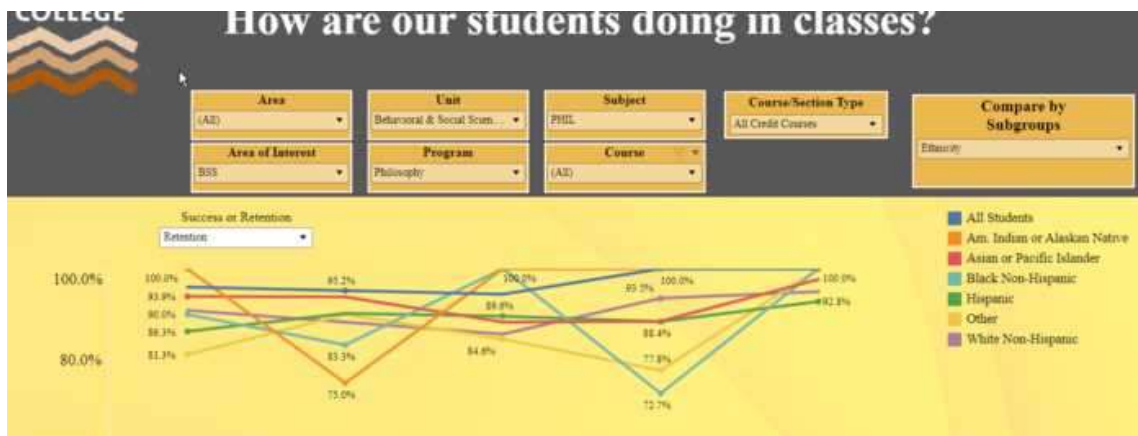 COLLEGE
How are our students doing in classes?
Area
(All)
Unit
Behavioral & Social Scien...
Subject
PHIL
Course/Section Type
All Credit Courses
Compare by
Subgroups
Ethnicity
Area of Interest
BSS
Program
Philosophy
Course
(All)
Success or Retention
Retention
All Students
Am. Indian or Alaskan Native
Asian or Pacific Islander
Black Non-Hispanic
Hispanic
Other
White Non-Hispanic
100.0%
80.0%
100.0%
93.9%
90.0%
86.3%
81.3%
95.2%
83.3%
75.0%
100.0%
89.6%
84.6%
100.0%
88.4%
77.8%
72.7%
100.0%
92.8%